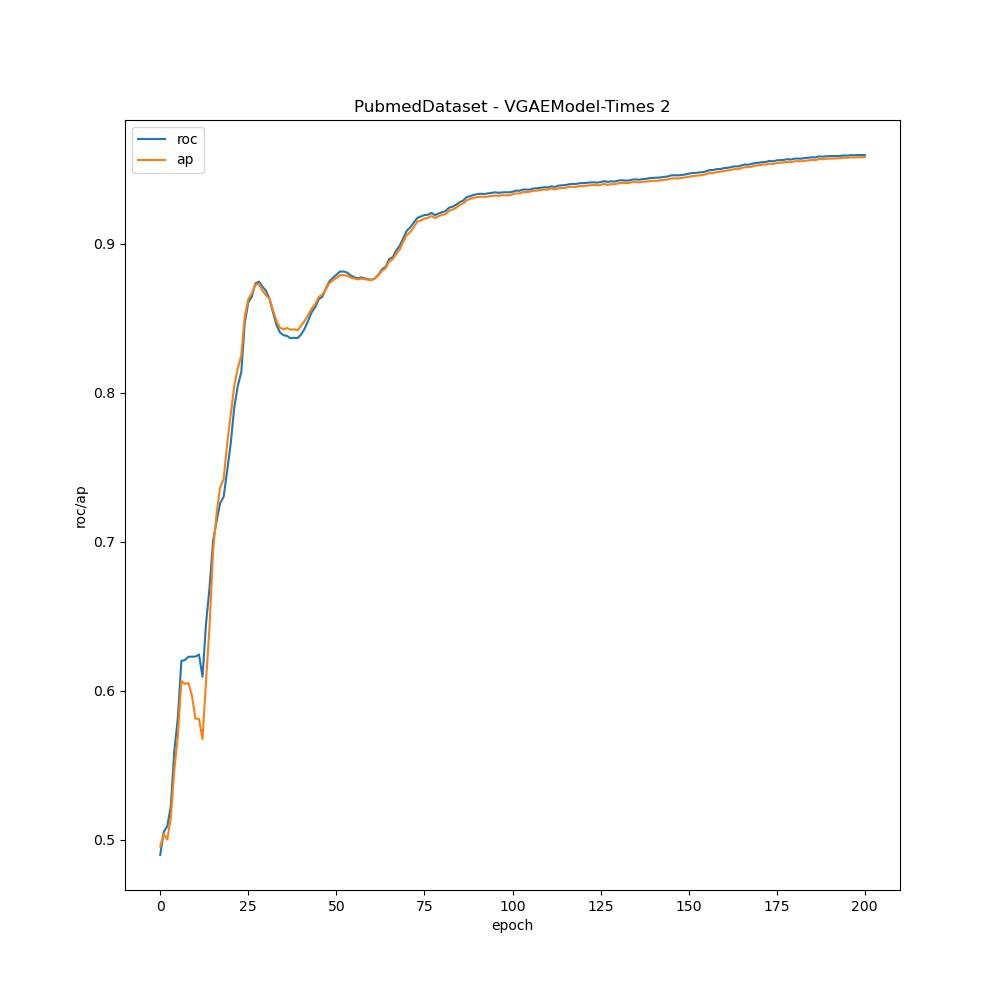 PubmedDataset - VGAEModel-Times 2
roc
ap
0.9
0.8
0.7
0.6
0.5
roc/ap
0 25 50 75 100 125 150 175 200
epoch